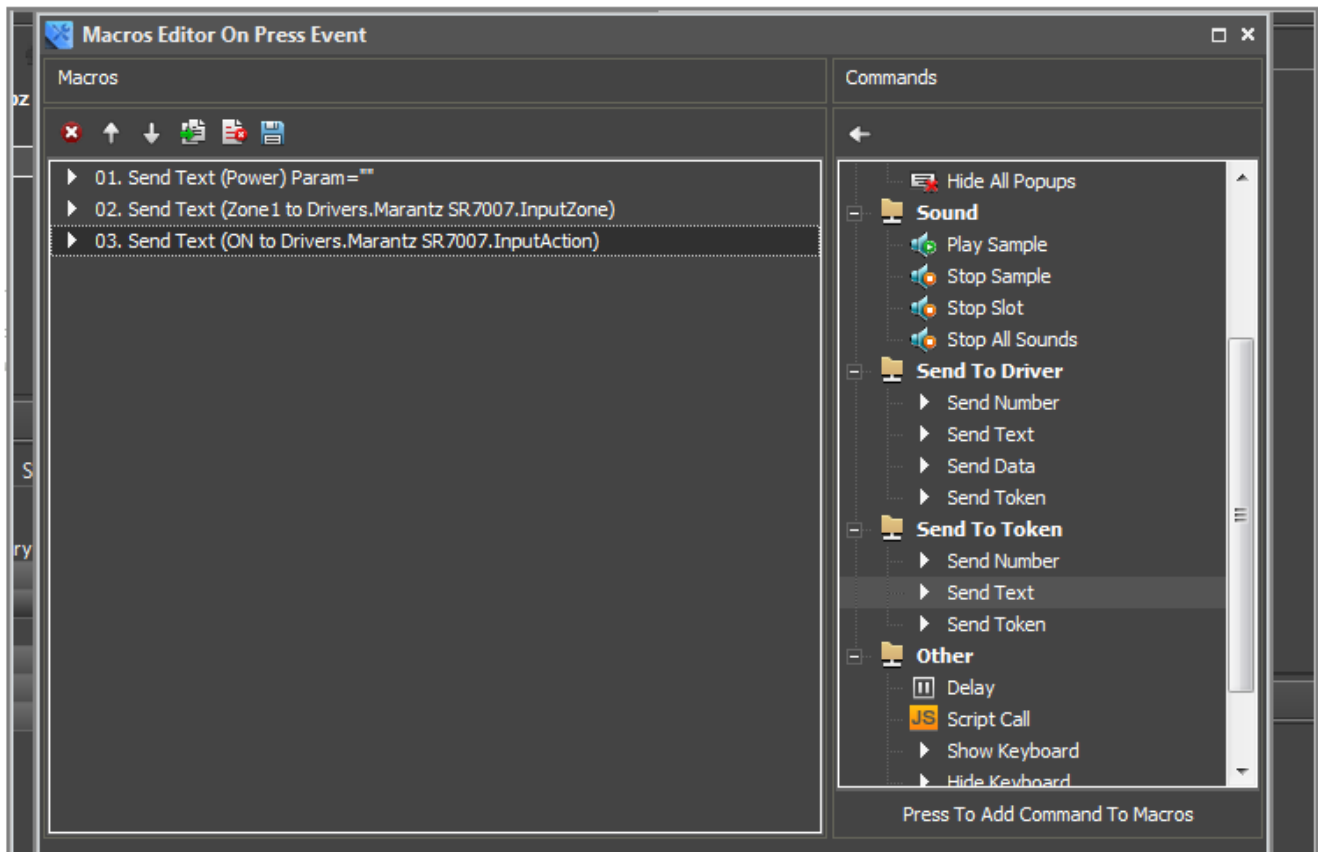 Macros Editor On Press Event
Macros
01. Send Text (Power) Param=""
02. Send Text (Zone1 to Drivers.Marantz SR7007.InputZone)
03. Send Text (ON to Drivers.Marantz SR7007.InputAction)
Commands
Hide All Popups
Sound
Play Sample
Stop Sample
Stop Slot
Stop All Sounds
Send To Driver
Send Number
Send Text
Send Data
Send Token
Send To Token
Send Number
Send Text
Send Token
Other
Delay
JS Script Call
Show Keyboard
Hide Keyboard
Press To Add Command To Macros